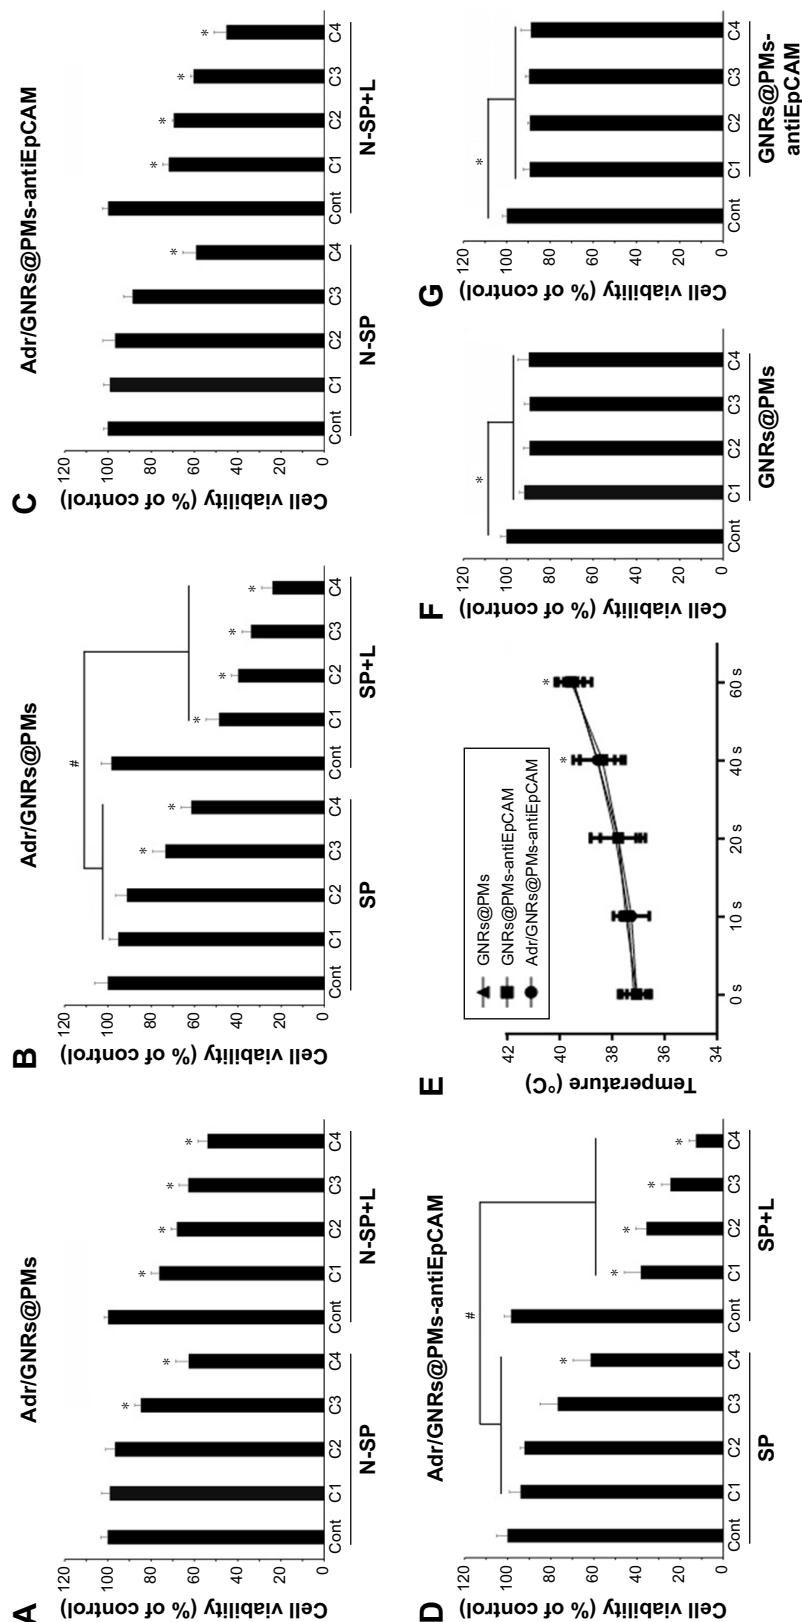 A
Adr/GNRs@PMs
Cell viability (% of control)
120
100
80
60
40
20
0
*
*
*
*
*
*
Cont C1 C2 C3 C4 Cont C1 C2 C3 C4
N-SP N-SP+L
B
Adr/GNRs@PMs
Cell viability (% of control)
120
100
80
60
40
20
0
#
*
*
*
*
*
*
Cont C1 C2 C3 C4 Cont C1 C2 C3 C4
SP SP+L
C
Adr/GNRs@PMs-antiEpCAM
Cell viability (% of control)
120
100
80
60
40
20
0
*
*
*
*
*
Cont C1 C2 C3 C4 Cont C1 C2 C3 C4
N-SP N-SP+L
D
Adr/GNRs@PMs-antiEpCAM
Cell viability (% of control)
120
100
80
60
40
20
0
#
*
*
*
*
*
Cont C1 C2 C3 C4 Cont C1 C2 C3 C4
SP SP+L
E
Temperature (°C)
42
40
38
36
34
GNRs@PMs
GNRs@PMs-antiEpCAM
Adr/GNRs@PMs-antiEpCAM
*
*
0 s 10 s 20 s 40 s 60 s
F
Cell viability (% of control)
120
100
80
60
40
20
0
*
Cont C1 C2 C3 C4
GNRs@PMs
G
Cell viability (% of control)
120
100
80
60
40
20
0
*
Cont C1 C2 C3 C4
GNRs@PMs-
antiEpCAM